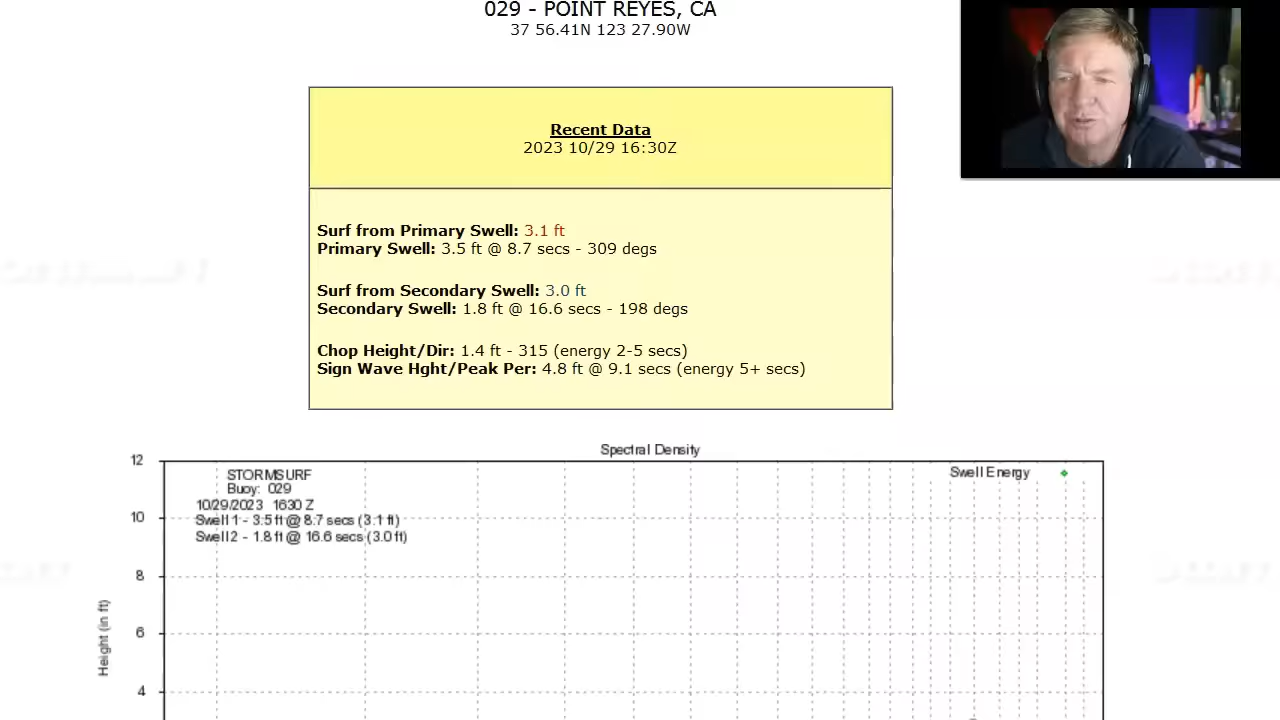 029 - POINT REYES, CA
37 56.41N 123 27.90W
Recent Data
2023 10/29 16:30Z
Surf from Primary Swell: 3.1 ft
Primary Swell: 3.5 ft @ 8.7 secs - 309 degs
Surf from Secondary Swell: 3.0 ft
Secondary Swell: 1.8 ft @ 16.6 secs - 198 degs
Chop Height/Dir: 1.4 ft - 315 (energy 2-5 secs)
Sign Wave Hght/Peak Per: 4.8 ft @ 9.1 secs (energy 5+ secs)
Spectral Density
12
STORMSURF
Swell Energy
Buoy: 029
10/29/2023 1630 Z
10
Swell 1 - 3.5 ft @ 8.7 secs (3.1 ft)
Swell 2 - 1.8 ft @ 16.6 secs (3.0 ft)
8
6
Height (in ft)
4